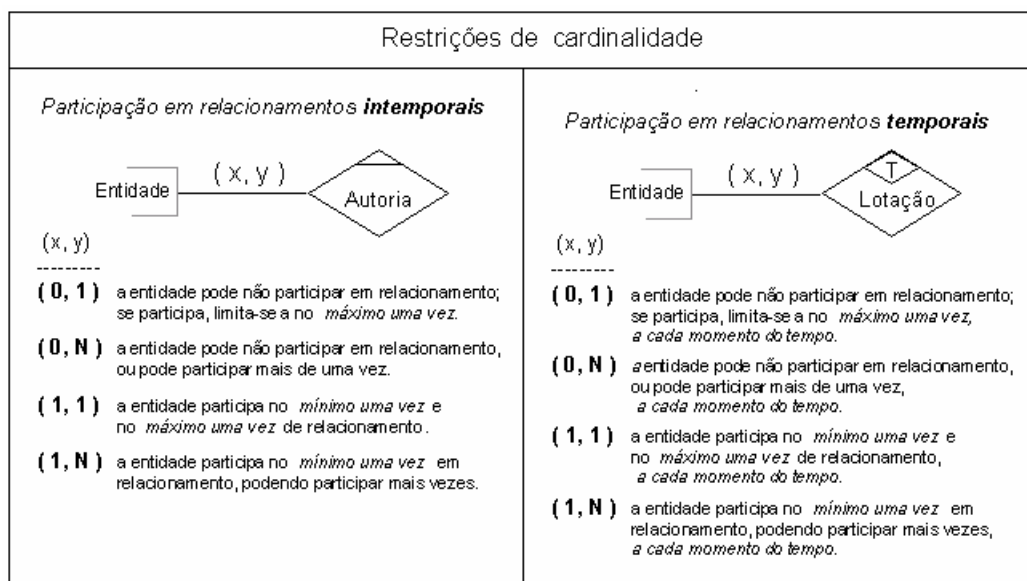 Restrições de cardinalidade
Participação em relacionamentos intemporais
Entidade
( x, y )
Autoria
(x, y)
---------
( 0, 1 ) a entidade pode não participar em relacionamento;
se participa, limita-se a no máximo uma vez.
( 0, N ) a entidade pode não participar em relacionamento,
ou pode participar mais de uma vez.
( 1, 1 ) a entidade participa no mínimo uma vez e
no máximo uma vez de relacionamento.
( 1, N ) a entidade participa no mínimo uma vez em
relacionamento, podendo participar mais vezes.
Participação em relacionamentos temporais
Entidade
( x, y )
T
Lotação
(x, y)
---------
( 0, 1 ) a entidade pode não participar em relacionamento;
se participa, limita-se a no máximo uma vez,
a cada momento do tempo.
( 0, N ) a entidade pode não participar em relacionamento,
ou pode participar mais de uma vez,
a cada momento do tempo.
( 1, 1 ) a entidade participa no mínimo uma vez e
no máximo uma vez de relacionamento,
a cada momento do tempo.
( 1, N ) a entidade participa no mínimo uma vez em
relacionamento, podendo participar mais vezes,
a cada momento do tempo.